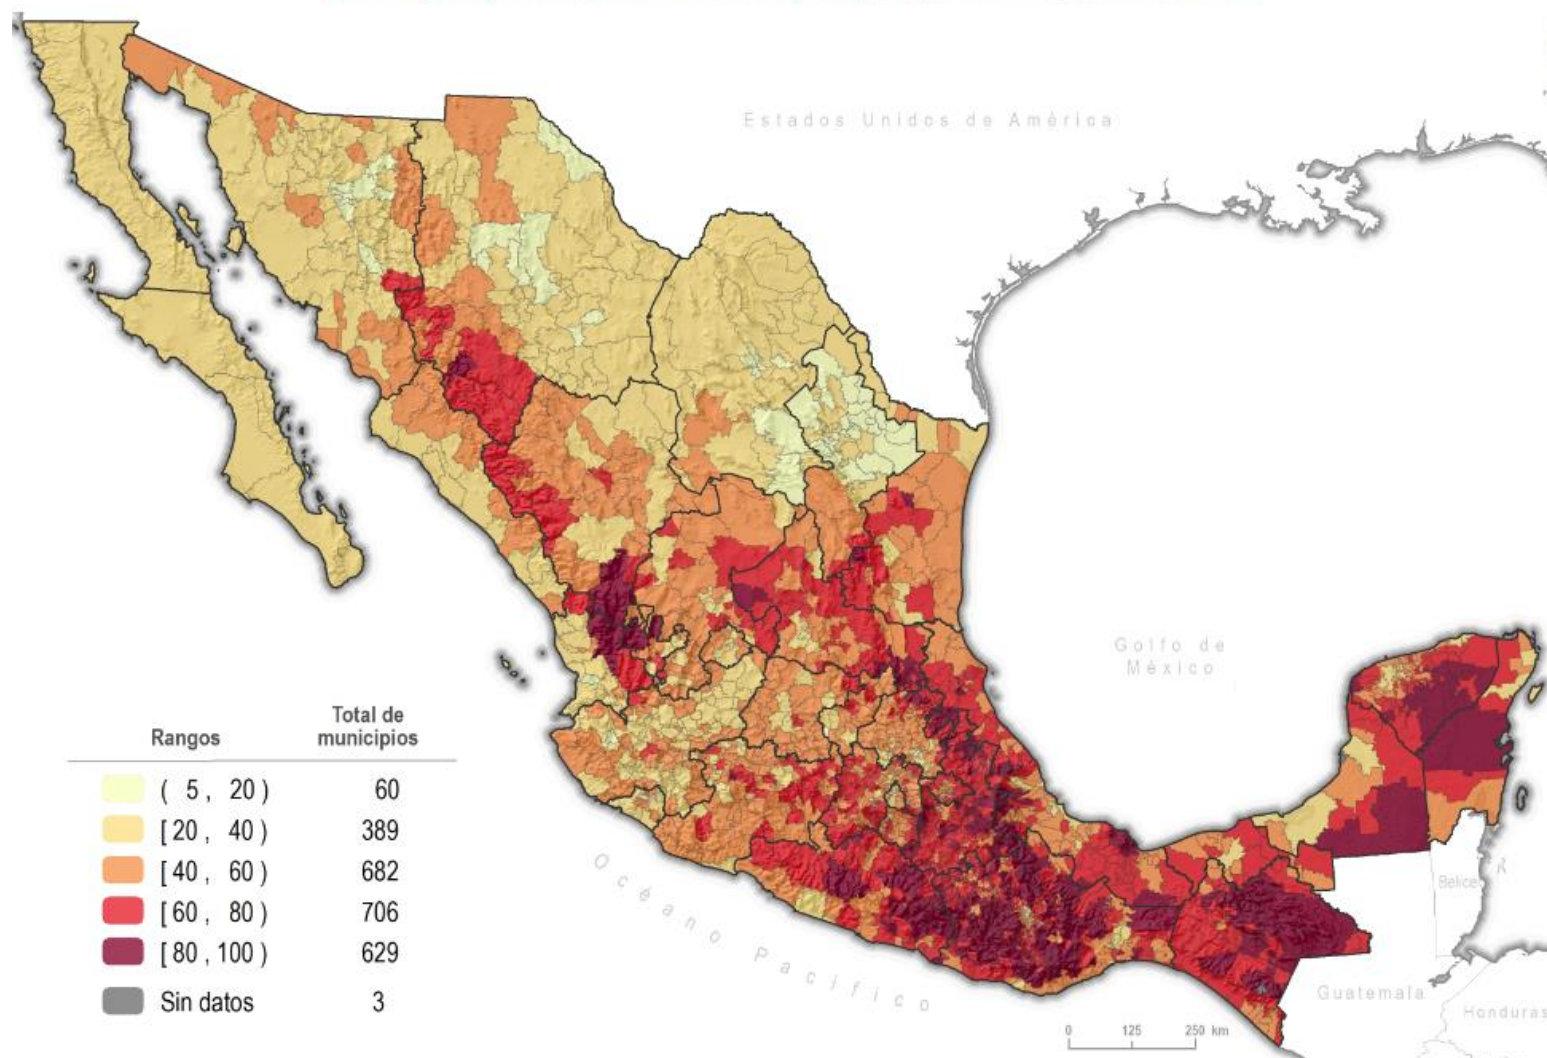 Estados Unidos de América
Golfo de
México
Rangos
Total de
municipios
( 5 , 20 ) 60
[ 20 , 40 ) 389
[ 40 , 60 ) 682
[ 60 , 80 ) 706
[ 80 , 100 ) 629
Sin datos 3
Océano Pacífico
Belice
Guatemala
Honduras
0 125 250 km